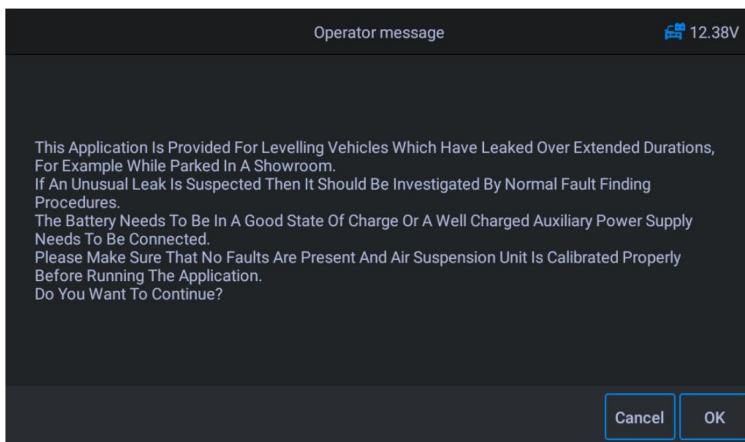 Operator message
12.38V
This Application Is Provided For Levelling Vehicles Which Have Leaked Over Extended Durations,
For Example While Parked In A Showroom.
If An Unusual Leak Is Suspected Then It Should Be Investigated By Normal Fault Finding
Procedures.
The Battery Needs To Be In A Good State Of Charge Or A Well Charged Auxiliary Power Supply
Needs To Be Connected.
Please Make Sure That No Faults Are Present And Air Suspension Unit Is Calibrated Properly
Before Running The Application.
Do You Want To Continue?
Cancel
OK